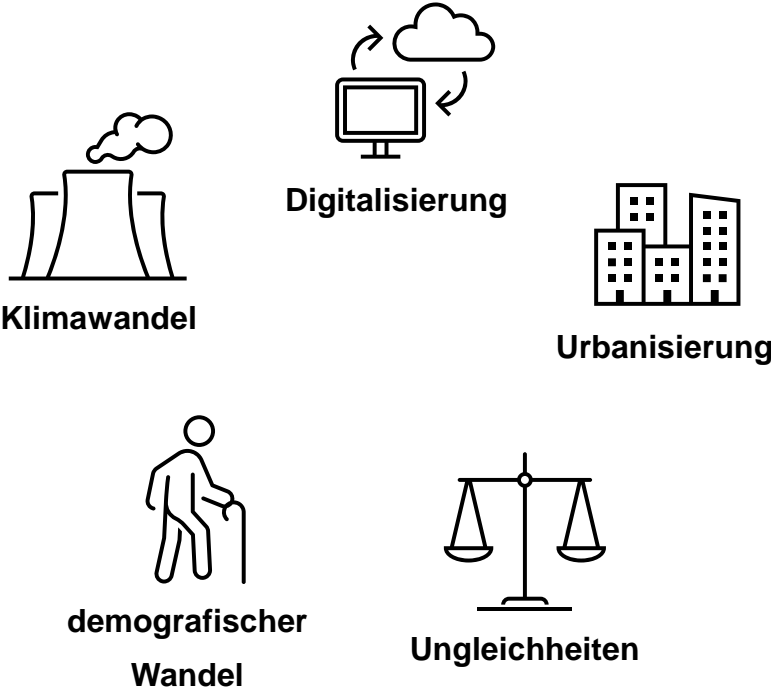 Digitalisierung
Klimawandel
Urbanisierung
demografischer
Wandel
Ungleichheiten